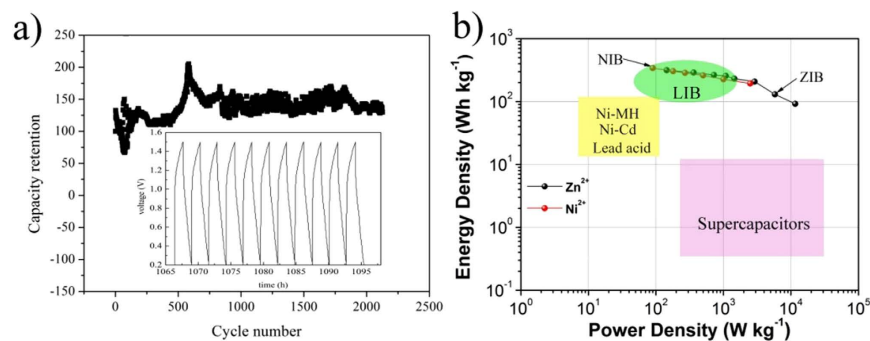 a)
250
200
150
100
50
0
-50
-100
-150
Capacity retention
0 500 1000 1500 2000 2500
Cycle number
1.6
1.4
1.2
1.0
0.8
0.6
0.4
0.2
voltage (V)
1065 1070 1075 1080 1085 1090 1095
time (h)
b)
10³
10²
10¹
10⁰
10⁻¹
Energy Density (Wh kg⁻¹)
NIB
ZIB
LIB
Ni-MH
Ni-Cd
Lead acid
Zn²⁺
Ni²⁺
Supercapacitors
10⁰ 10¹ 10² 10³ 10⁴ 10⁵
Power Density (W kg⁻¹)